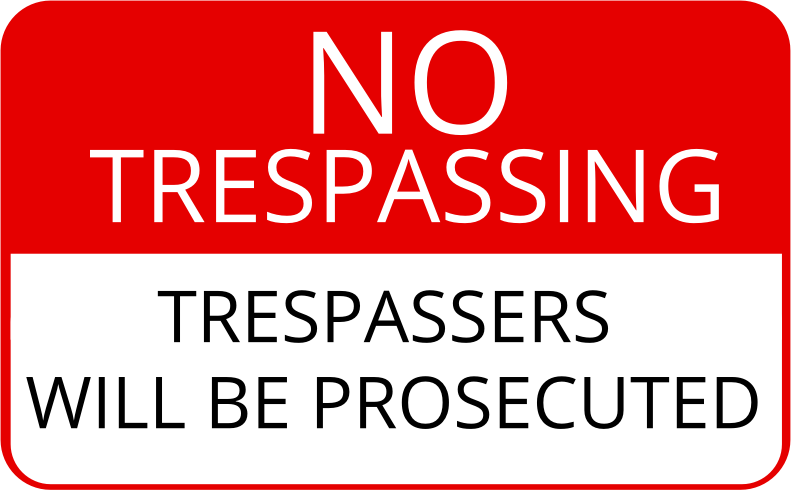 NO
TRESPASSING
TRESPASSERS
WILL BE PROSECUTED